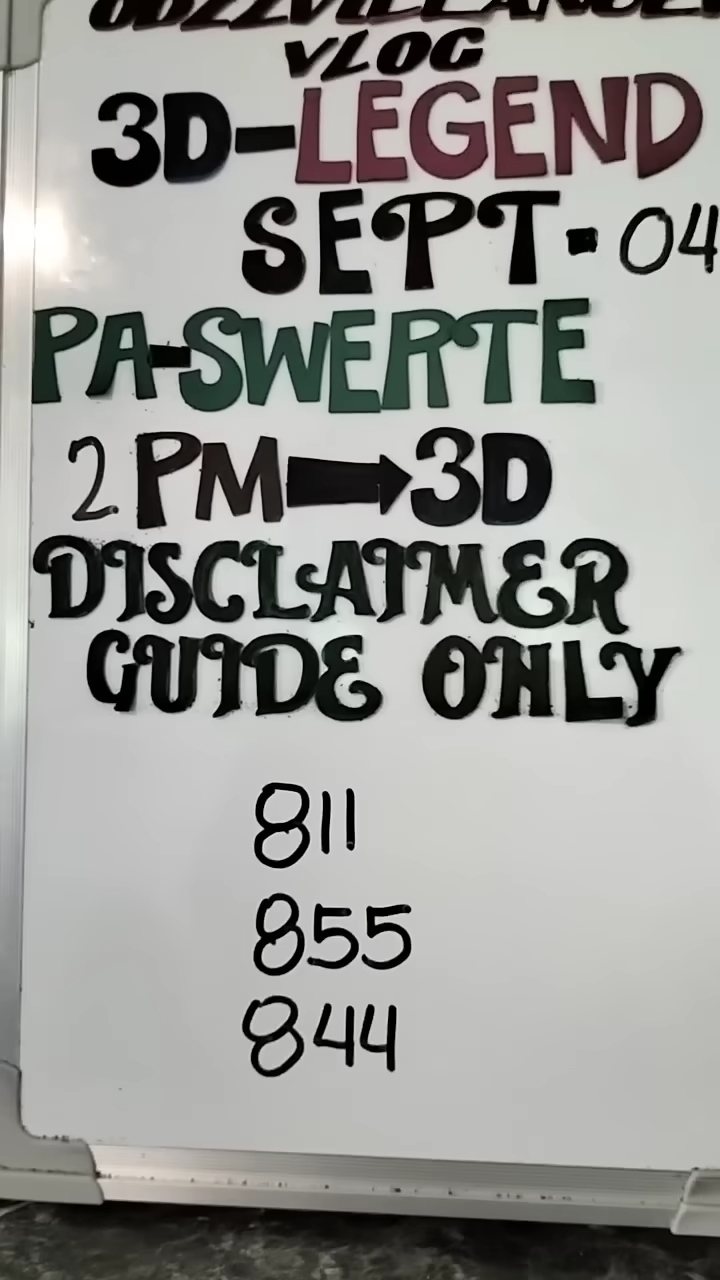 VLOG
3D-LEGEND
SEPT-04
PA-SWERTE
2PM➡3D
DISCLAIMER
GUIDE ONLY
811
855
844